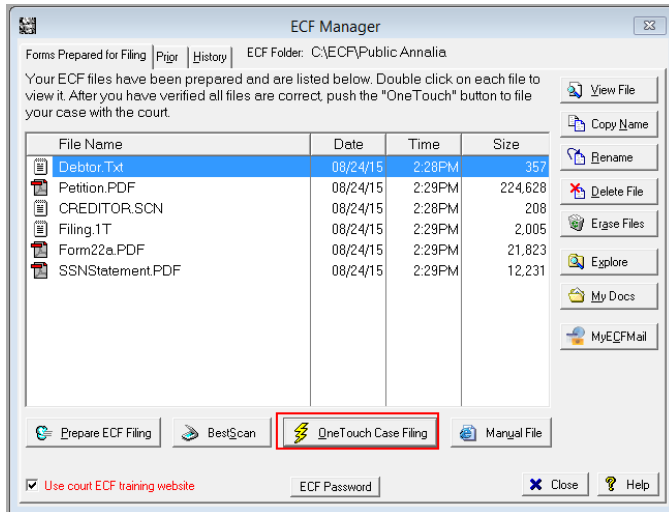 ECF Manager
Forms Prepared for Filing Prior History ECF Folder: C:\ECF\Public Annalia
Your ECF files have been prepared and are listed below. Double click on each file to
view it. After you have verified all files are correct, push the "OneTouch" button to file
your case with the court.
File Name Date Time Size
Debtor.Txt 08/24/15 2:28PM 357
Petition.PDF 08/24/15 2:29PM 224,628
CREDITOR.SCN 08/24/15 2:28PM 208
Filing.1T 08/24/15 2:29PM 2,005
Form22a.PDF 08/24/15 2:29PM 21,823
SSNStatement.PDF 08/24/15 2:29PM 12,231
View File
Copy Name
Rename
Delete File
Erase Files
Explore
My Docs
MyECFMail
Prepare ECF Filing BestScan OneTouch Case Filing Manual File
Use court ECF training website ECF Password Close Help